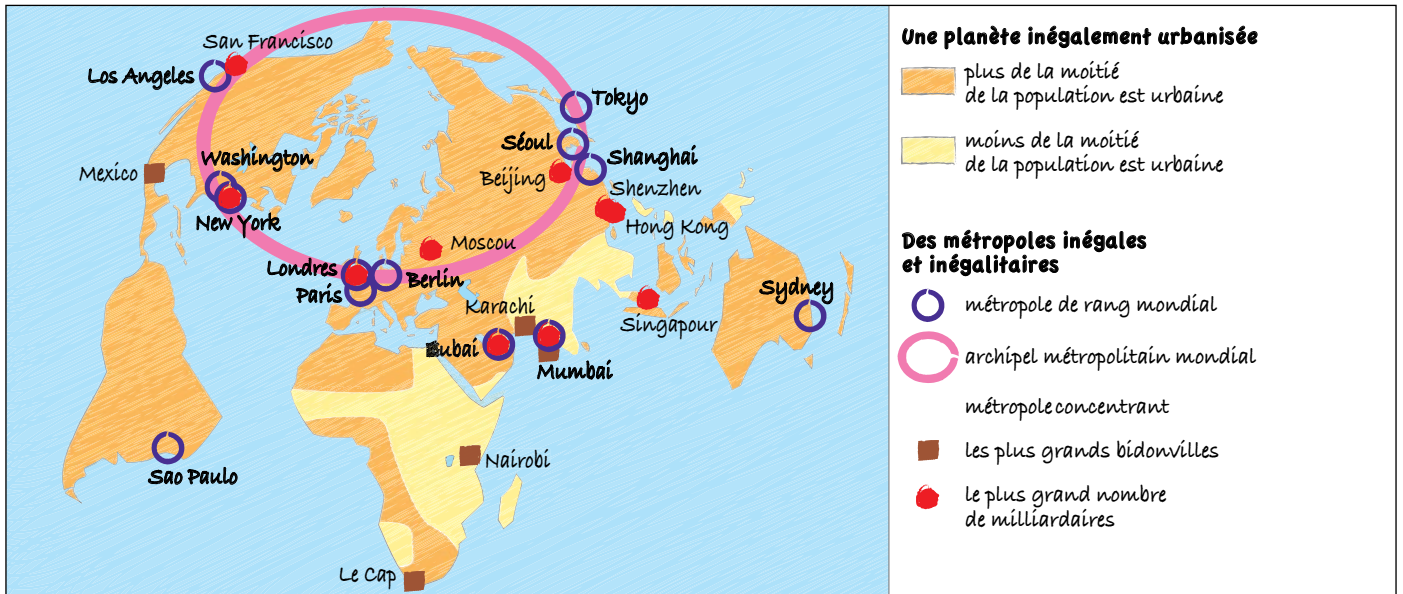 San Francisco
Los Angeles
Tokyo
Séoul
Washington
Shanghai
Mexico
Beijing
Shenzhen
New York
Hong Kong
Moscou
Londres
Berlin
Paris
Sydney
Karachi
Singapour
Dubai
Mumbai
Nairobi
Sao Paulo
Le Cap
Une planète inégalement urbanisée
plus de la moitié
de la population est urbaine
moins de la moitié
de la population est urbaine
Des métropoles inégales
et inégalitaires
métropole de rang mondial
archipel métropolitain mondial
métropole concentrant
les plus grands bidonvilles
le plus grand nombre
de milliardaires